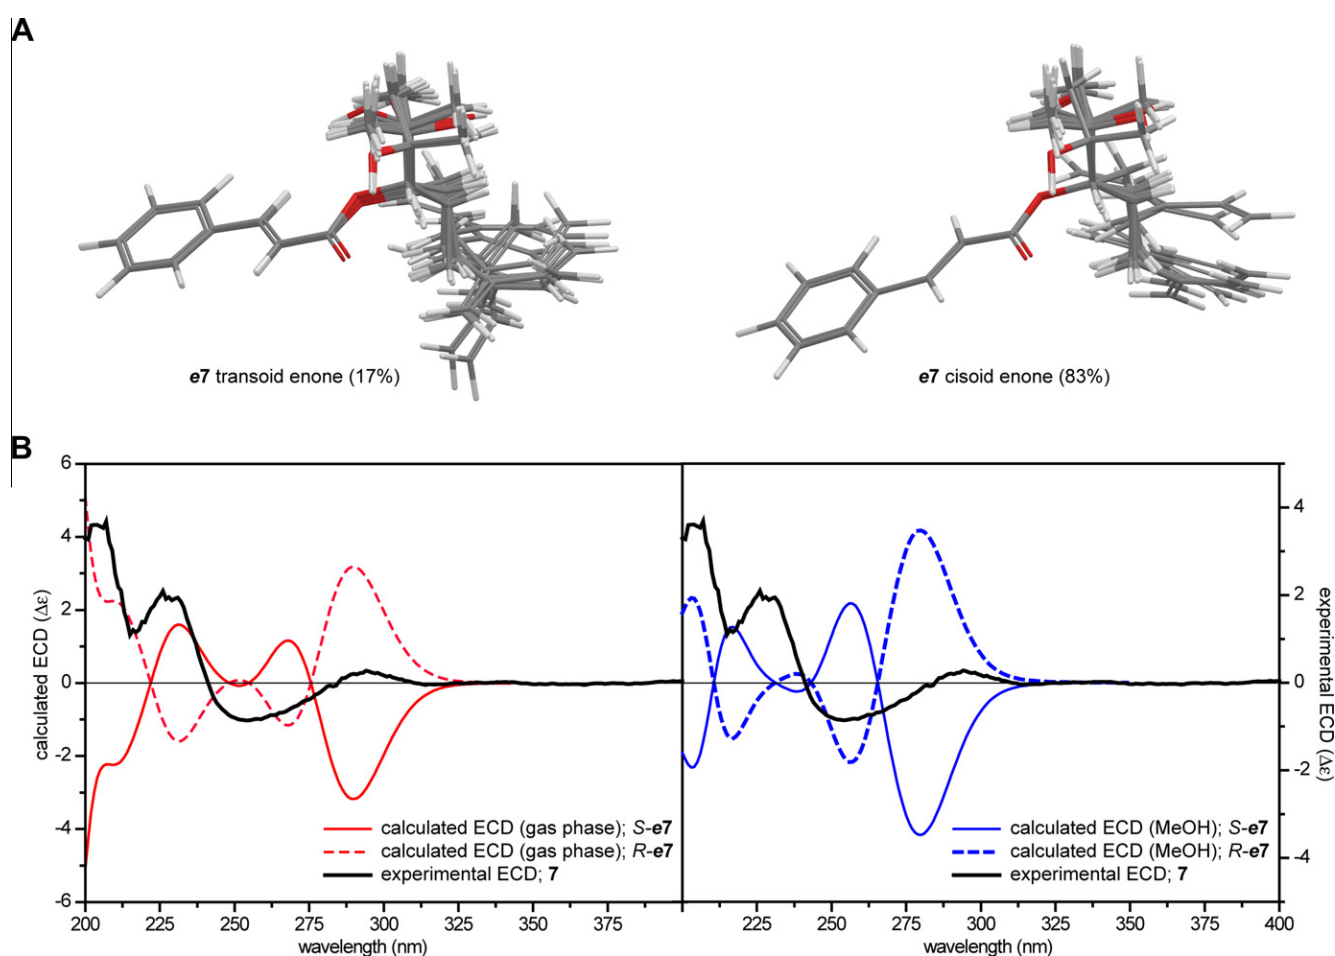 A
e7 transoid enone (17%)
e7 cisoid enone (83%)
B
6
4
2
0
-2
-4
-6
calculated ECD (Δε)
calculated ECD (gas phase); S-e7
calculated ECD (gas phase); R-e7
experimental ECD; 7
200 225 250 275 300 325 350 375
wavelength (nm)
calculated ECD (MeOH); S-e7
calculated ECD (MeOH); R-e7
experimental ECD; 7
225 250 275 300 325 350 375 400
wavelength (nm)
4
2
0
-2
-4
experimental ECD (Δε)